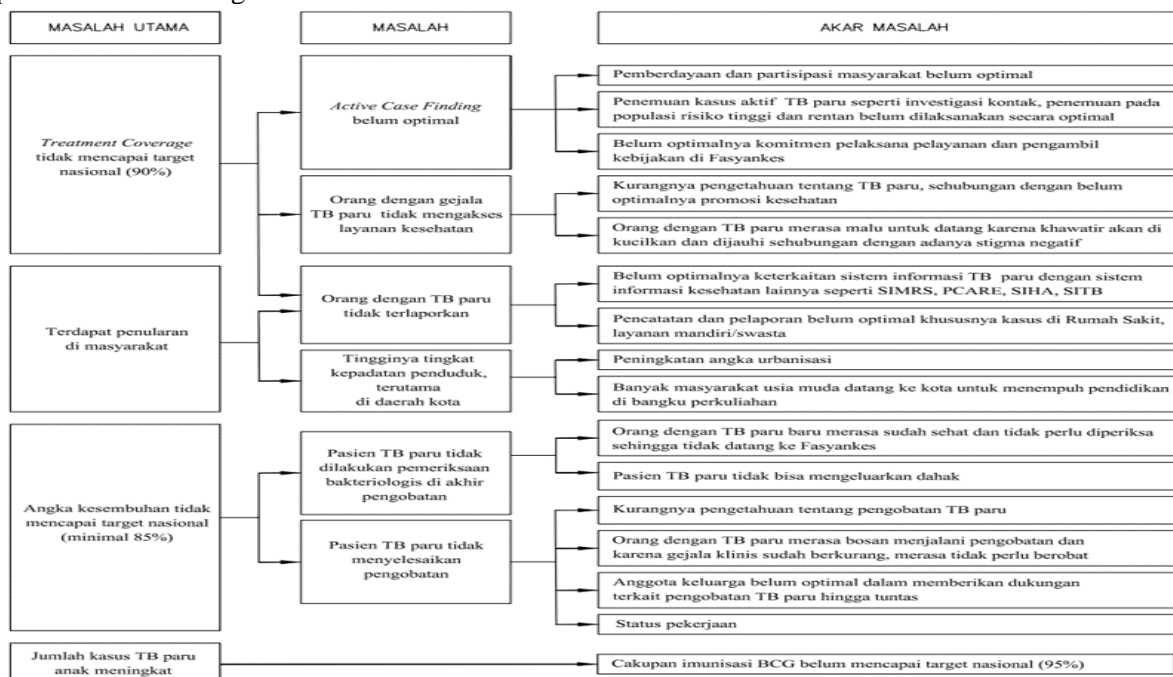 MASALAH UTAMA
MASALAH
AKAR MASALAH
Treatment Coverage
tidak mencapai target
nasional (90%)
Active Case Finding
belum optimal
Pemberdayaan dan partisipasi masyarakat belum optimal
Penemuan kasus aktif TB paru seperti investigasi kontak, penemuan pada
populasi risiko tinggi dan rentan belum dilaksanakan secara optimal
Belum optimalnya komitmen pelaksana pelayanan dan pengambil
kebijakan di Fasyankes
Orang dengan gejala
TB paru tidak mengakses
layanan kesehatan
Kurangnya pengetahuan tentang TB paru, sehubungan dengan belum
optimalnya promosi kesehatan
Orang dengan TB paru merasa malu untuk datang karena khawatir akan di
kucilkan dan dijauhi sehubungan dengan adanya stigma negatif
Terdapat penularan
di masyarakat
Orang dengan TB paru
tidak terlaporkan
Belum optimalnya keterkaitan sistem informasi TB paru dengan sistem
informasi kesehatan lainnya seperti SIMRS, PCARE, SIHA, SITB
Pencatatan dan pelaporan belum optimal khususnya kasus di Rumah Sakit,
layanan mandiri/swasta
Tingginya tingkat
kepadatan penduduk,
terutama
di daerah kota
Peningkatan angka urbanisasi
Banyak masyarakat usia muda datang ke kota untuk menempuh pendidikan
di bangku perkuliahan
Angka kesembuhan tidak
mencapai target nasional
(minimal 85%)
Pasien TB paru tidak
dilakukan pemeriksaan
bakteriologis di akhir
pengobatan
Orang dengan TB paru baru merasa sudah sehat dan tidak perlu diperiksa
sehingga tidak datang ke Fasyankes
Pasien TB paru tidak bisa mengeluarkan dahak
Pasien TB paru tidak
menyelesaikan
pengobatan
Kurangnya pengetahuan tentang pengobatan TB paru
Orang dengan TB paru merasa bosan menjalani pengobatan dan
karena gejala klinis sudah berkurang, merasa tidak perlu berobat
Anggota keluarga belum optimal dalam memberikan dukungan
terkait pengobatan TB paru hingga tuntas
Status pekerjaan
Jumlah kasus TB paru
anak meningkat
Cakupan imunisasi BCG belum mencapai target nasional (95%)